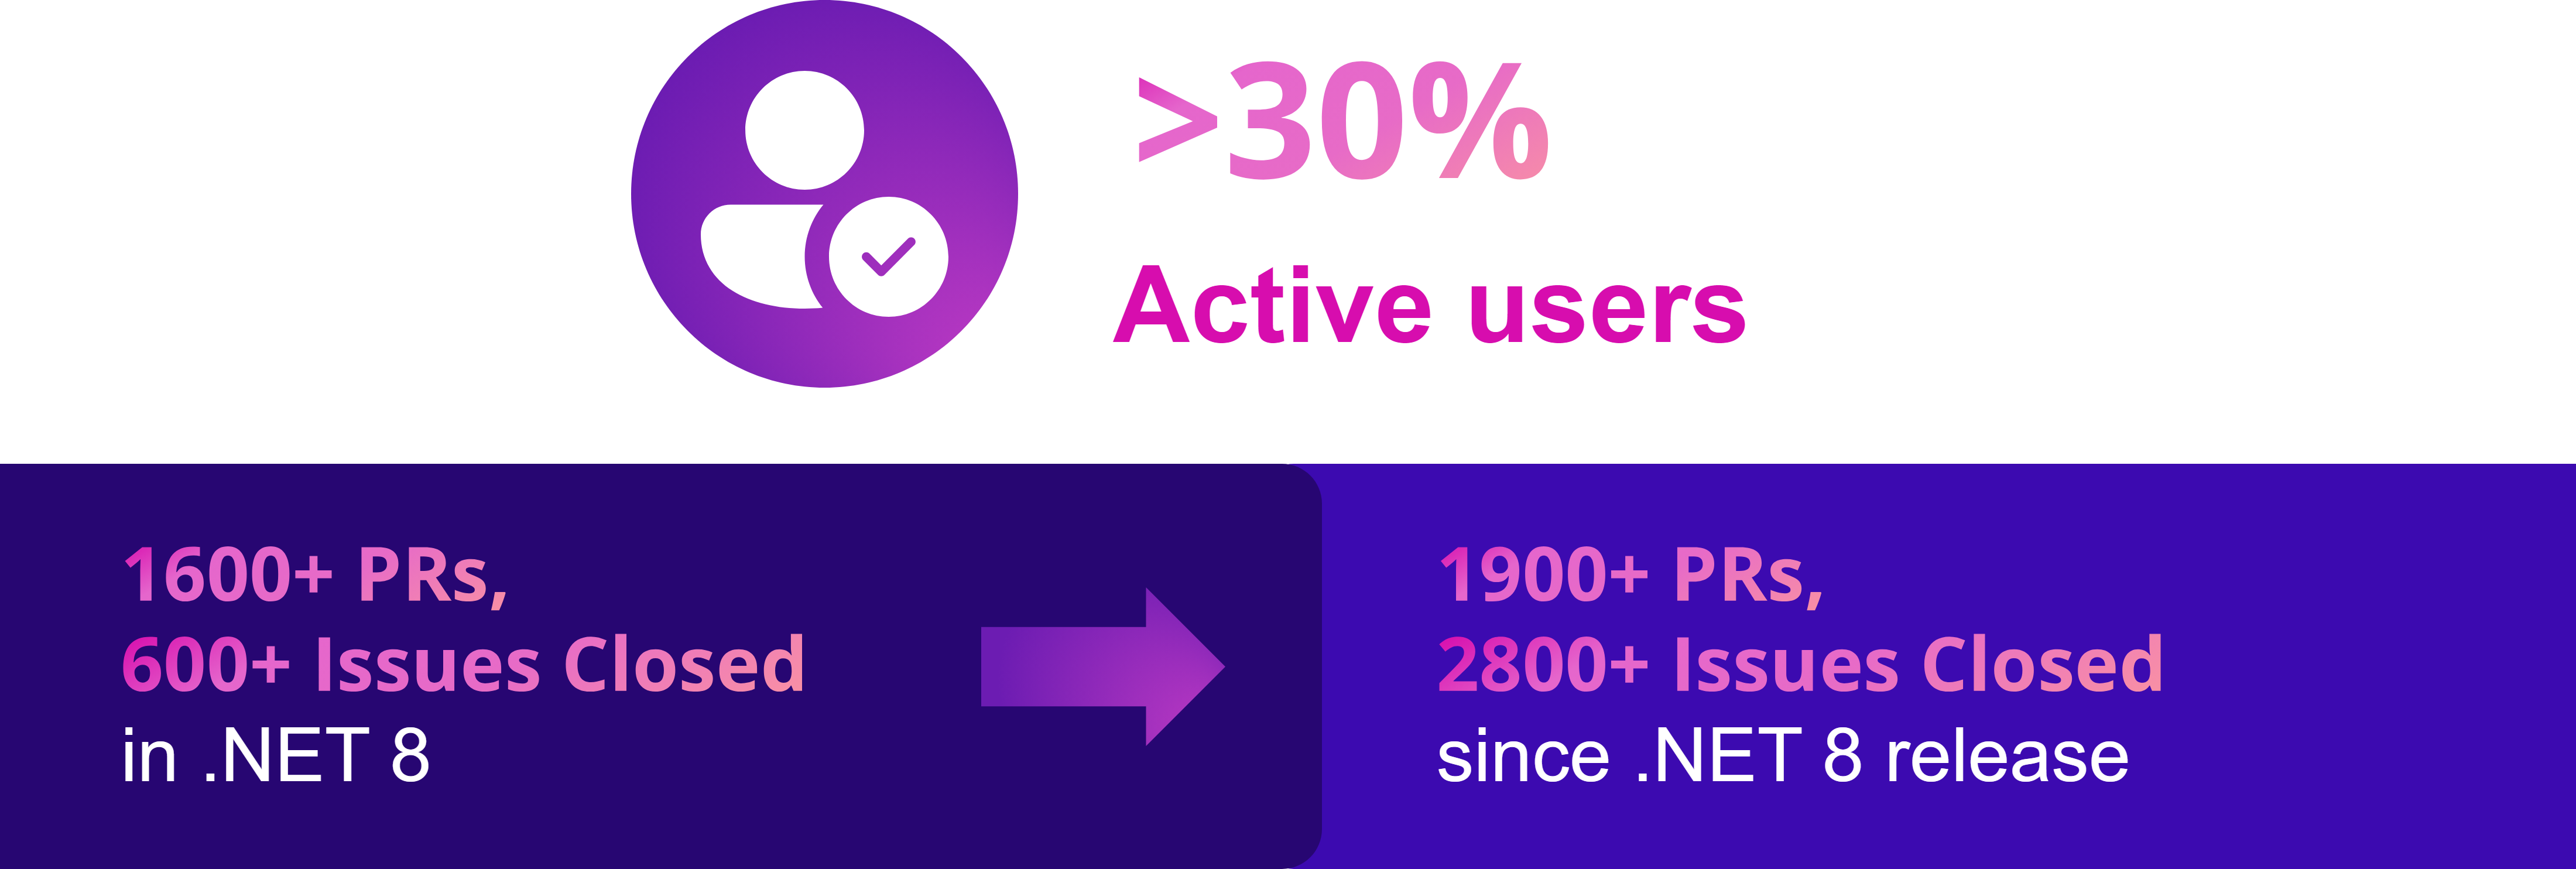 >30%
Active users
1600+ PRs,
600+ Issues Closed
in .NET 8
1900+ PRs,
2800+ Issues Closed
since .NET 8 release